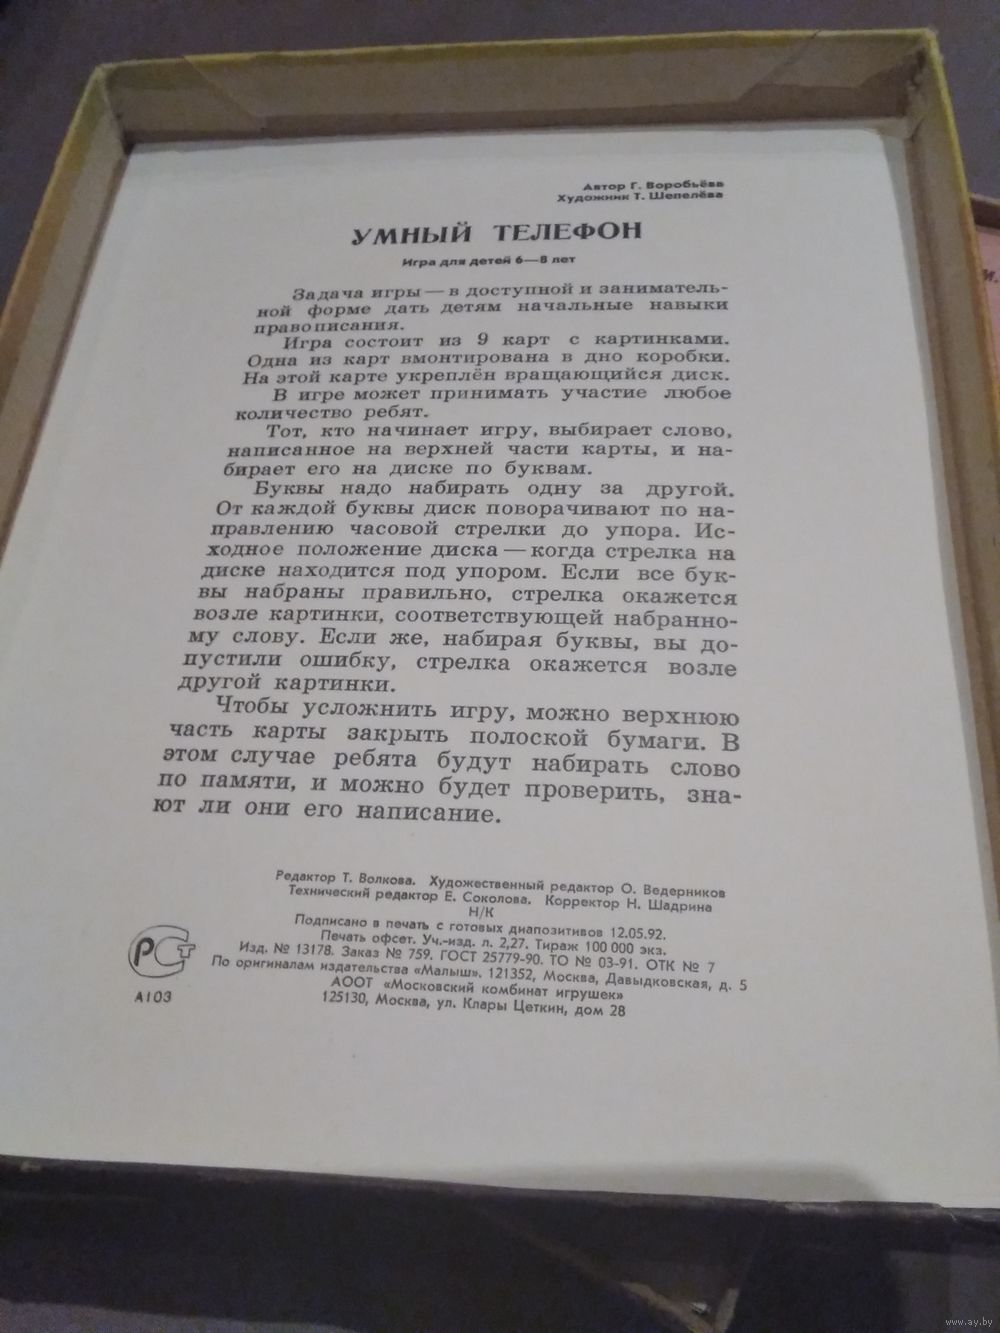 Автор Г. Воробьёва
Художник Т. Шепелёва
УМНЫЙ ТЕЛЕФОН
Игра для детей 6—8 лет
Задача игры — в доступной и заниматель-
ной форме дать детям начальные навыки
правописания.
Игра состоит из 9 карт с картинками.
Одна из карт вмонтирована в дно коробки.
На этой карте укреплён вращающийся диск.
В игре может принимать участие любое
количество ребят.
Тот, кто начинает игру, выбирает слово,
написанное на верхней части карты, и на-
бирает его на диске по буквам.
Буквы надо набирать одну за другой.
От каждой буквы диск поворачивают по на-
правлению часовой стрелки до упора. Ис-
ходное положение диска — когда стрелка на
диске находится под упором. Если все бук-
вы набраны правильно, стрелка окажется
возле картинки, соответствующей набранно-
му слову. Если же, набирая буквы, вы до-
пустили ошибку, стрелка окажется возле
другой картинки.
Чтобы усложнить игру, можно верхнюю
часть карты закрыть полоской бумаги. В
этом случае ребята будут набирать слово
по памяти, и можно будет проверить, зна-
ют ли они его написание.
Редактор Т. Волкова. Художественный редактор О. Ведерников
Технический редактор Е. Соколова. Корректор Н. Шадрина
Н/К
Подписано в печать с готовых диапозитивов 12.05.92.
Печать офсет. Уч.-изд. л. 2,27. Тираж 100 000 экз.
Изд. № 13178. Заказ № 759. ГОСТ 25779-90. ТО № 03-91. ОТК № 7
По оригиналам издательства «Малыш». 121352, Москва, Давыдковская, д. 5
АООТ «Московский комбинат игрушек»
125130, Москва, ул. Клары Цеткин, дом 28
РСТ
А103
и.
www.ay.by